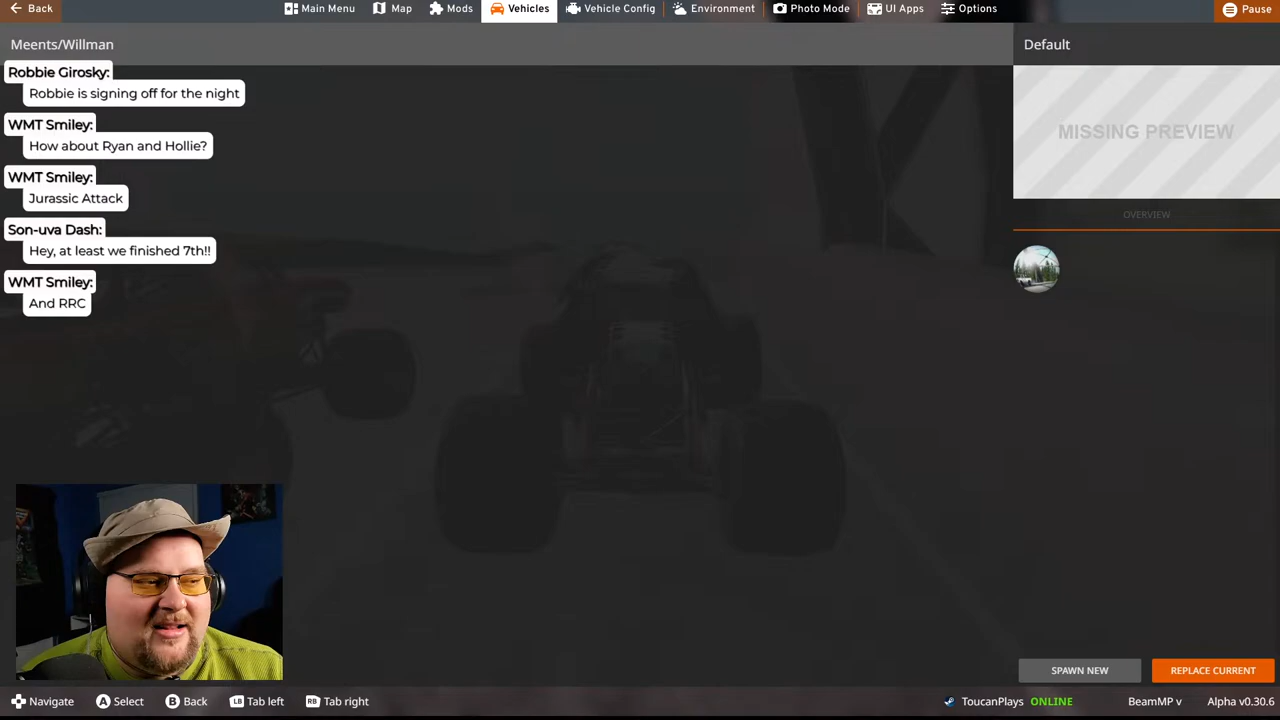 Back
Main Menu
Map
Mods
Vehicles
Vehicle Config
Environment
Photo Mode
UI Apps
Options
Pause
Meents/Willman
Default
Robbie Girosky:
Robbie is signing off for the night
WMT Smiley:
How about Ryan and Hollie?
WMT Smiley:
Jurassic Attack
Son-uva Dash:
Hey, at least we finished 7th!!
WMT Smiley:
And RRC
MISSING PREVIEW
OVERVIEW
SPAWN NEW
REPLACE CURRENT
Navigate
A Select
B Back
LB Tab left
RB Tab right
ToucanPlays ONLINE
BeamMP v
Alpha v0.30.6